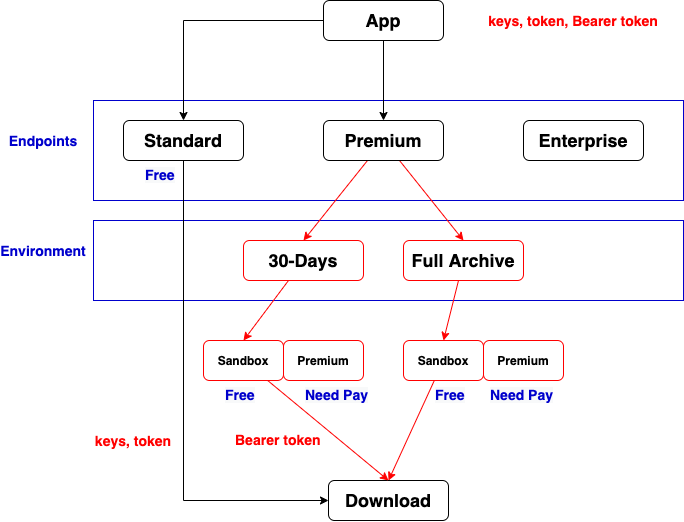 App
keys, token, Bearer token
Endpoints
Standard
Premium
Enterprise
Free
Environment
30-Days
Full Archive
Sandbox
Premium
Sandbox
Premium
Free
Need Pay
Free
Need Pay
keys, token
Bearer token
Download